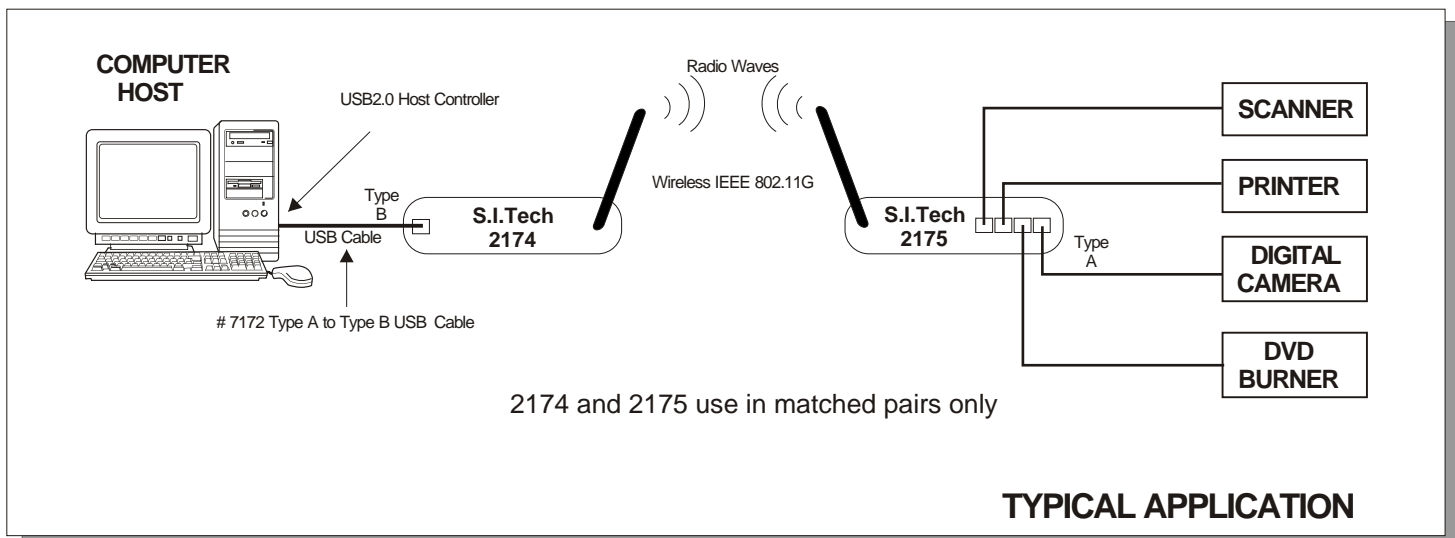 COMPUTER
HOST
USB2.0 Host Controller
Radio Waves
Wireless IEEE 802.11G
Type
B
USB Cable
# 7172 Type A to Type B USB Cable
S.I.Tech
2174
S.I.Tech
2175
Type
A
SCANNER
PRINTER
DIGITAL
CAMERA
DVD
BURNER
2174 and 2175 use in matched pairs only
TYPICAL APPLICATION